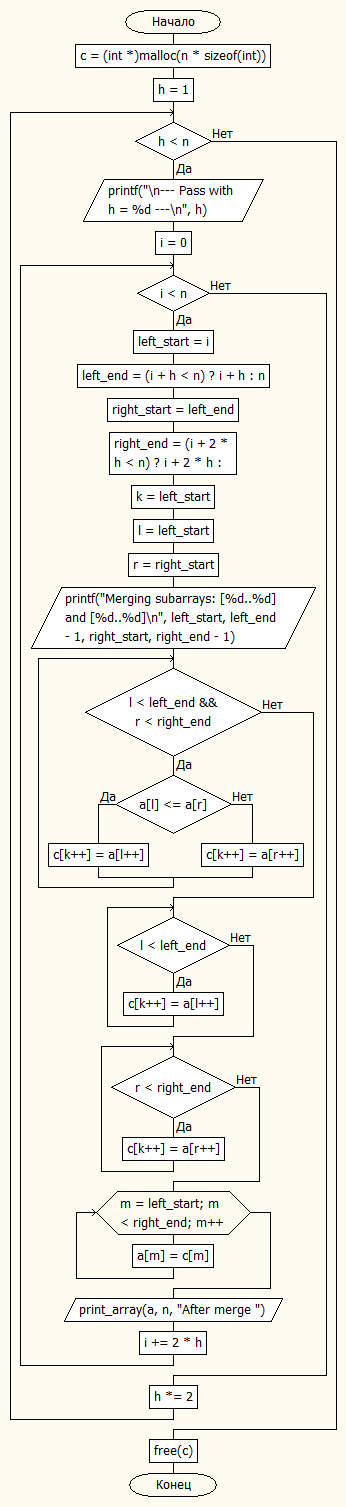 Начало
c = (int *)malloc(n * sizeof(int))
h = 1
h < n
Нет
Да
printf("\n--- Pass with
h = %d ---\n", h)
i = 0
i < n
Нет
Да
left_start = i
left_end = (i + h < n) ? i + h : n
right_start = left_end
right_end = (i + 2 *
h < n) ? i + 2 * h :
k = left_start
l = left_start
r = right_start
printf("Merging subarrays: [%d..%d]
and [%d..%d]\n", left_start, left_end
- 1, right_start, right_end - 1)
l < left_end &&
r < right_end
Нет
Да
Да
a[l] <= a[r]
Нет
c[k++] = a[l++]
c[k++] = a[r++]
l < left_end
Нет
Да
c[k++] = a[l++]
r < right_end
Нет
Да
c[k++] = a[r++]
m = left_start; m
< right_end; m++
a[m] = c[m]
print_array(a, n, "After merge ")
i += 2 * h
h *= 2
free(c)
Конец